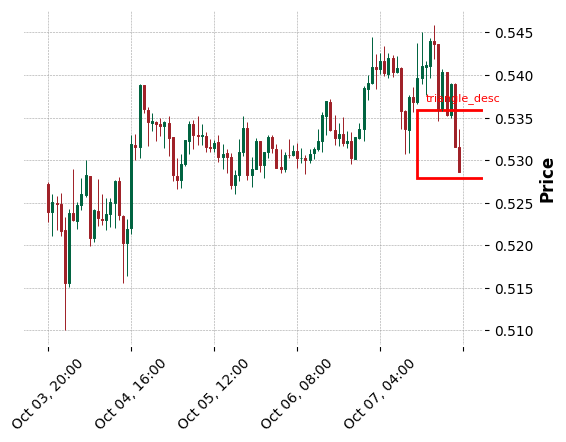 0.545
0.540
triangle_desc
0.535
0.530
0.525
0.520
0.515
0.510
Price
Oct 03, 20:00
Oct 04, 16:00
Oct 05, 12:00
Oct 06, 08:00
Oct 07, 04:00